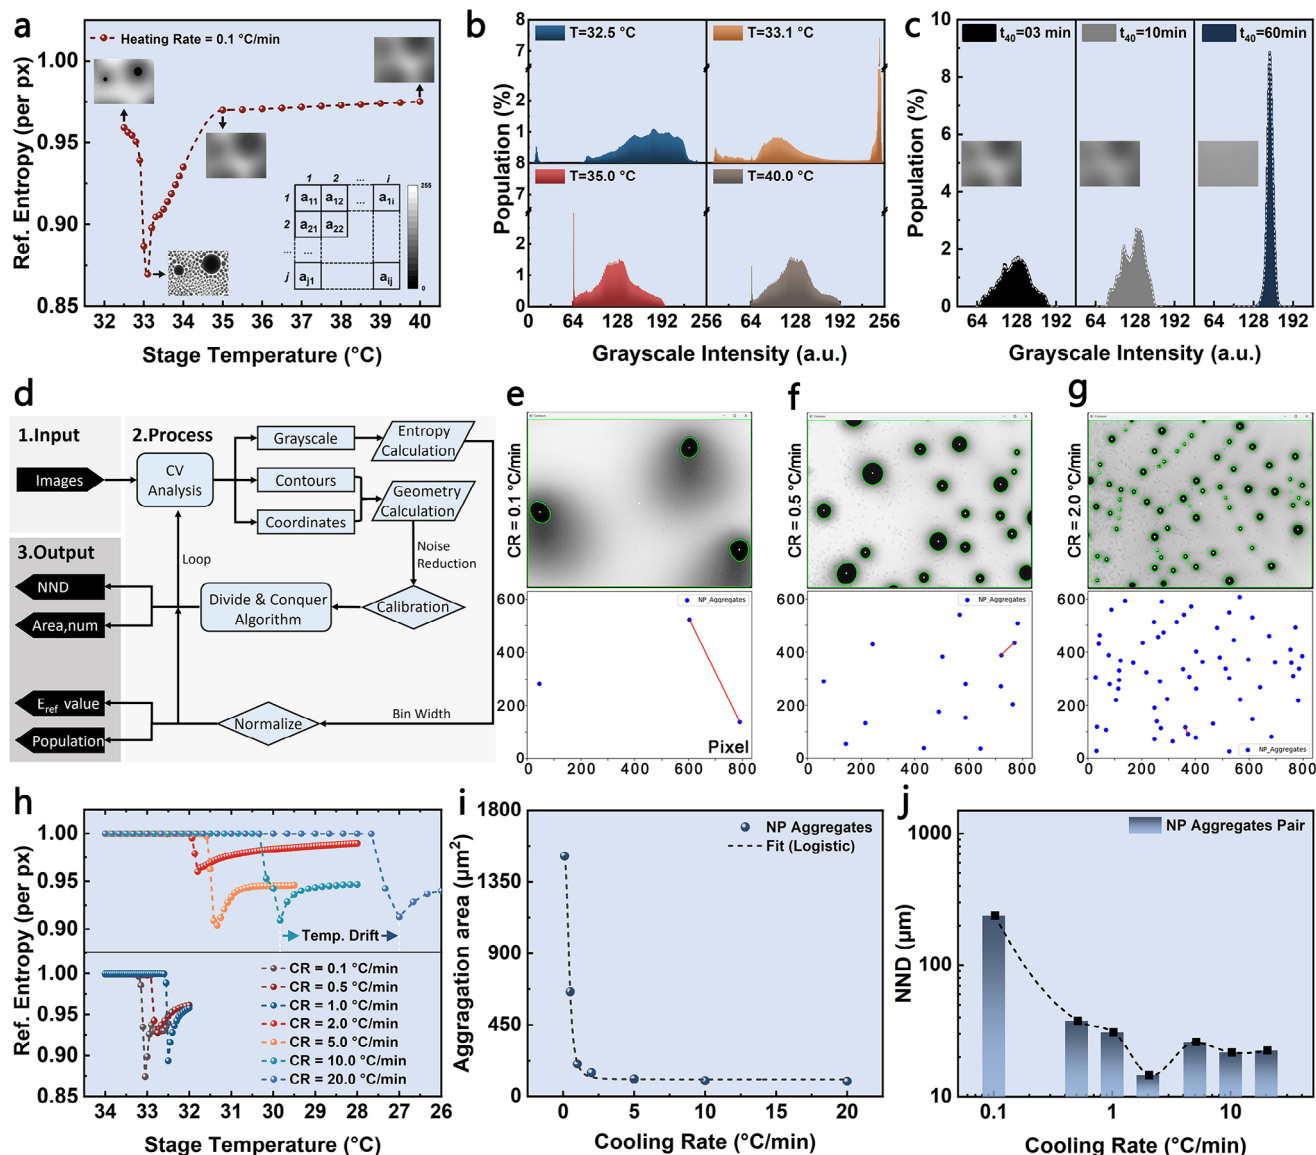 a
Heating Rate = 0.1 °C/min
Ref. Entropy (per px)
1.00
0.95
0.90
0.85
32 33 34 35 36 37 38 39 40
Stage Temperature (°C)
1 2 ... i
1 a11 a12 ... a1i
2 a21 a22
... ...
j aj1 aij
255
0
b
T=32.5 °C
T=33.1 °C
T=35.0 °C
T=40.0 °C
Population (%)
8
7
2
1
8
7
2
1
0
0 64 128 192 256
64 128 192 256
Grayscale Intensity (a.u.)
c
t40=03 min
t40=10min
t40=60min
Population (%)
10
8
6
4
2
0
64 128 192
64 128 192
64 128 192
Grayscale Intensity (a.u.)
d
1.Input
Images
2.Process
CV
Analysis
Grayscale
Contours
Coordinates
Entropy
Calculation
Geometry
Calculation
Noise
Reduction
Calibration
Divide & Conquer
Algorithm
Loop
3.Output
NND
Area,num
Eref value
Population
Normalize
Bin Width
e
CR = 0.1 °C/min
Contours
NP_Aggregates
600
400
200
0
0 200 400 600 800
Pixel
f
CR = 0.5 °C/min
Contours
NP_Aggregates
600
400
200
0
0 200 400 600 800
g
CR = 2.0 °C/min
Contours
NP_Aggregates
600
400
200
0
0 200 400 600 800
h
Ref. Entropy (per px)
1.00
0.95
0.90
Temp. Drift
1.00
0.95
0.90
0.85
CR = 0.1 °C/min
CR = 0.5 °C/min
CR = 1.0 °C/min
CR = 2.0 °C/min
CR = 5.0 °C/min
CR = 10.0 °C/min
CR = 20.0 °C/min
34 33 32 31 30 29 28 27 26
Stage Temperature (°C)
i
NP Aggregates
Fit (Logistic)
Aggragation area (μm²)
1800
1350
900
450
0
0 5 10 15 20
Cooling Rate (°C/min)
j
NP Aggregates Pair
NND (μm)
1000
100
10
0.1 1 10
Cooling Rate (°C/min)